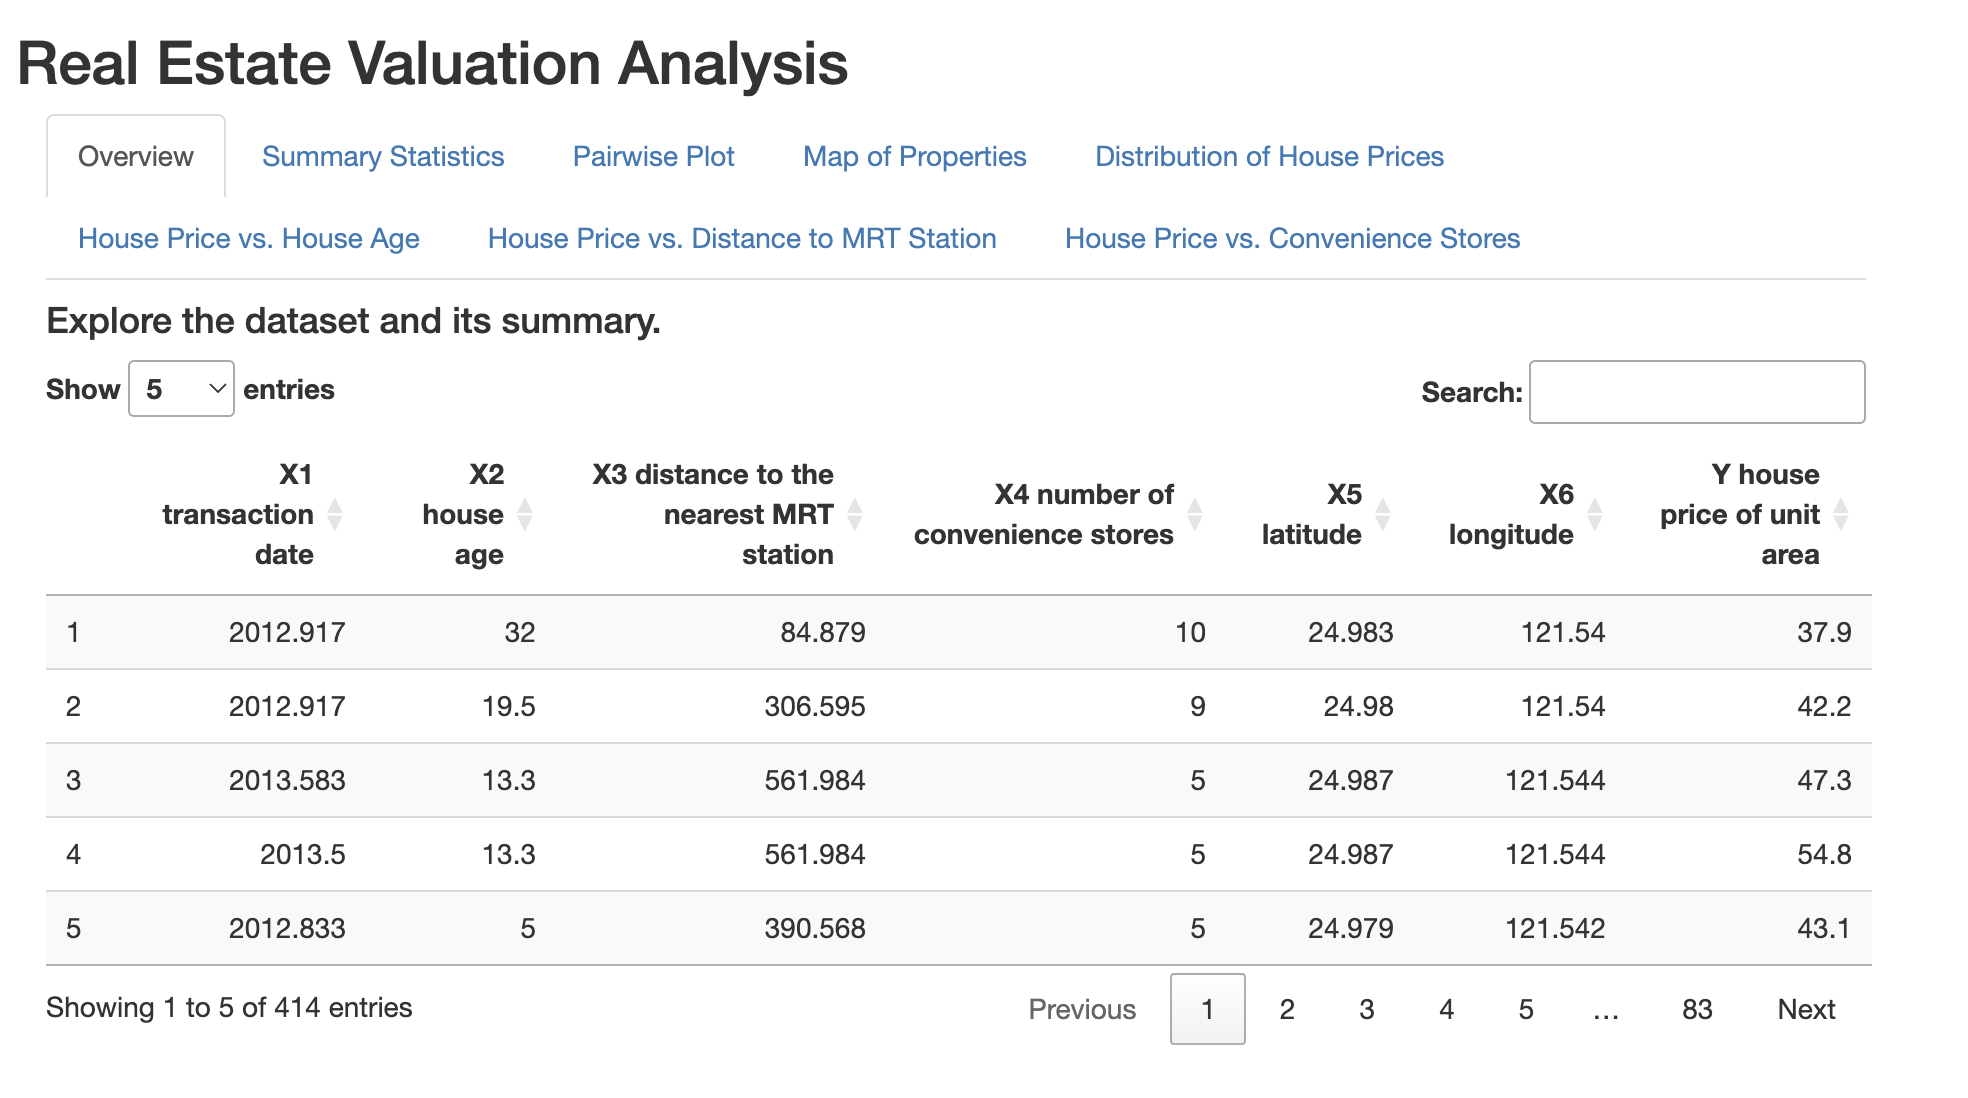 Real Estate Valuation Analysis
Overview Summary Statistics Pairwise Plot Map of Properties Distribution of House Prices
House Price vs. House Age House Price vs. Distance to MRT Station House Price vs. Convenience Stores
Explore the dataset and its summary.
Show 5 entries Search:
X1 transaction date X2 house age X3 distance to the nearest MRT station X4 number of convenience stores X5 latitude X6 longitude Y house price of unit area
1 2012.917 32 84.879 10 24.983 121.54 37.9
2 2012.917 19.5 306.595 9 24.98 121.54 42.2
3 2013.583 13.3 561.984 5 24.987 121.544 47.3
4 2013.5 13.3 561.984 5 24.987 121.544 54.8
5 2012.833 5 390.568 5 24.979 121.542 43.1
Showing 1 to 5 of 414 entries Previous 1 2 3 4 5 … 83 Next